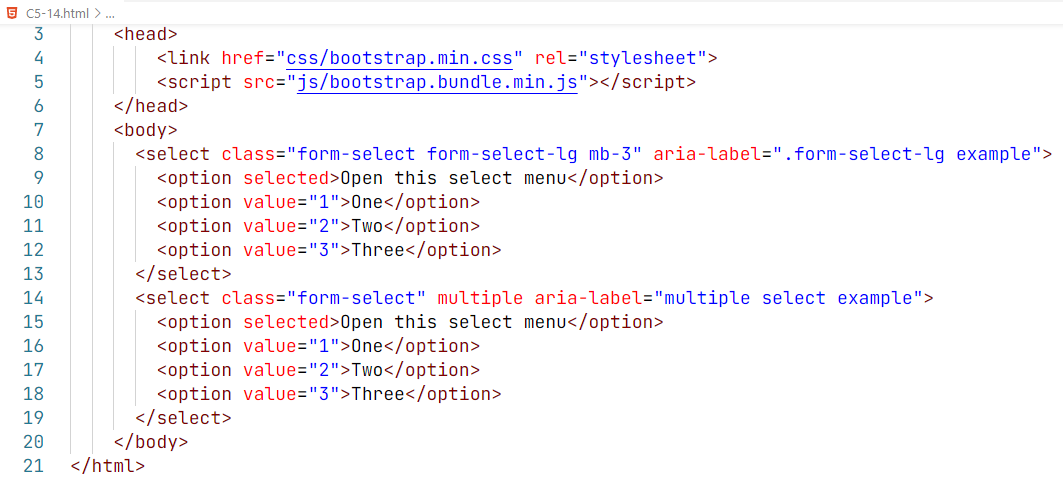 C5-14.html > ...
3 <head>
4 <link href="css/bootstrap.min.css" rel="stylesheet">
5 <script src="js/bootstrap.bundle.min.js"></script>
6 </head>
7 <body>
8 <select class="form-select form-select-lg mb-3" aria-label=".form-select-lg example">
9 <option selected>Open this select menu</option>
10 <option value="1">One</option>
11 <option value="2">Two</option>
12 <option value="3">Three</option>
13 </select>
14 <select class="form-select" multiple aria-label="multiple select example">
15 <option selected>Open this select menu</option>
16 <option value="1">One</option>
17 <option value="2">Two</option>
18 <option value="3">Three</option>
19 </select>
20 </body>
21 </html>